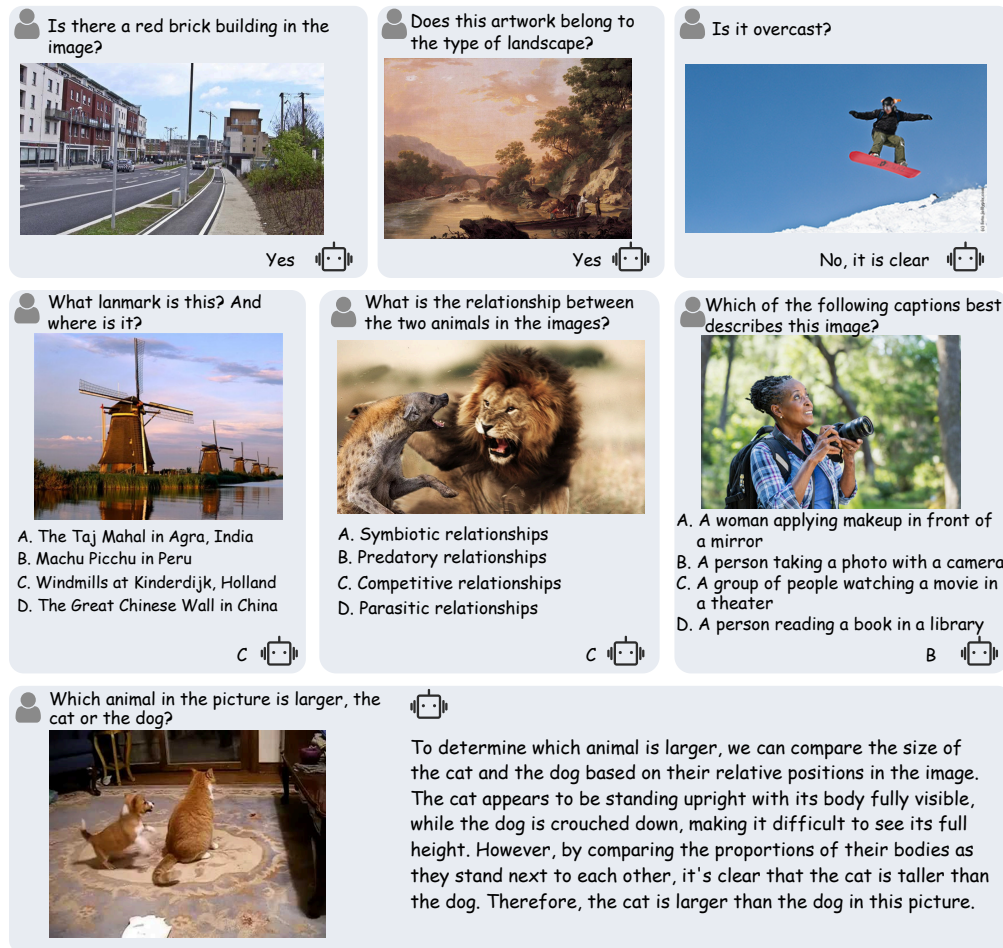 Is there a red brick building in the
image?
Yes
Does this artwork belong to
the type of landscape?
Yes
Is it overcast?
No, it is clear
What lanmark is this? And
where is it?
A. The Taj Mahal in Agra, India
B. Machu Picchu in Peru
C. Windmills at Kinderdijk, Holland
D. The Great Chinese Wall in China
C
What is the relationship between
the two animals in the images?
A. Symbiotic relationships
B. Predatory relationships
C. Competitive relationships
D. Parasitic relationships
C
Which of the following captions best
describes this image?
A. A woman applying makeup in front of
a mirror
B. A person taking a photo with a camera
C. A group of people watching a movie in
a theater
D. A person reading a book in a library
B
Which animal in the picture is larger, the
cat or the dog?
To determine which animal is larger, we can compare the size of
the cat and the dog based on their relative positions in the image.
The cat appears to be standing upright with its body fully visible,
while the dog is crouched down, making it difficult to see its full
height. However, by comparing the proportions of their bodies as
they stand next to each other, it's clear that the cat is taller than
the dog. Therefore, the cat is larger than the dog in this picture.